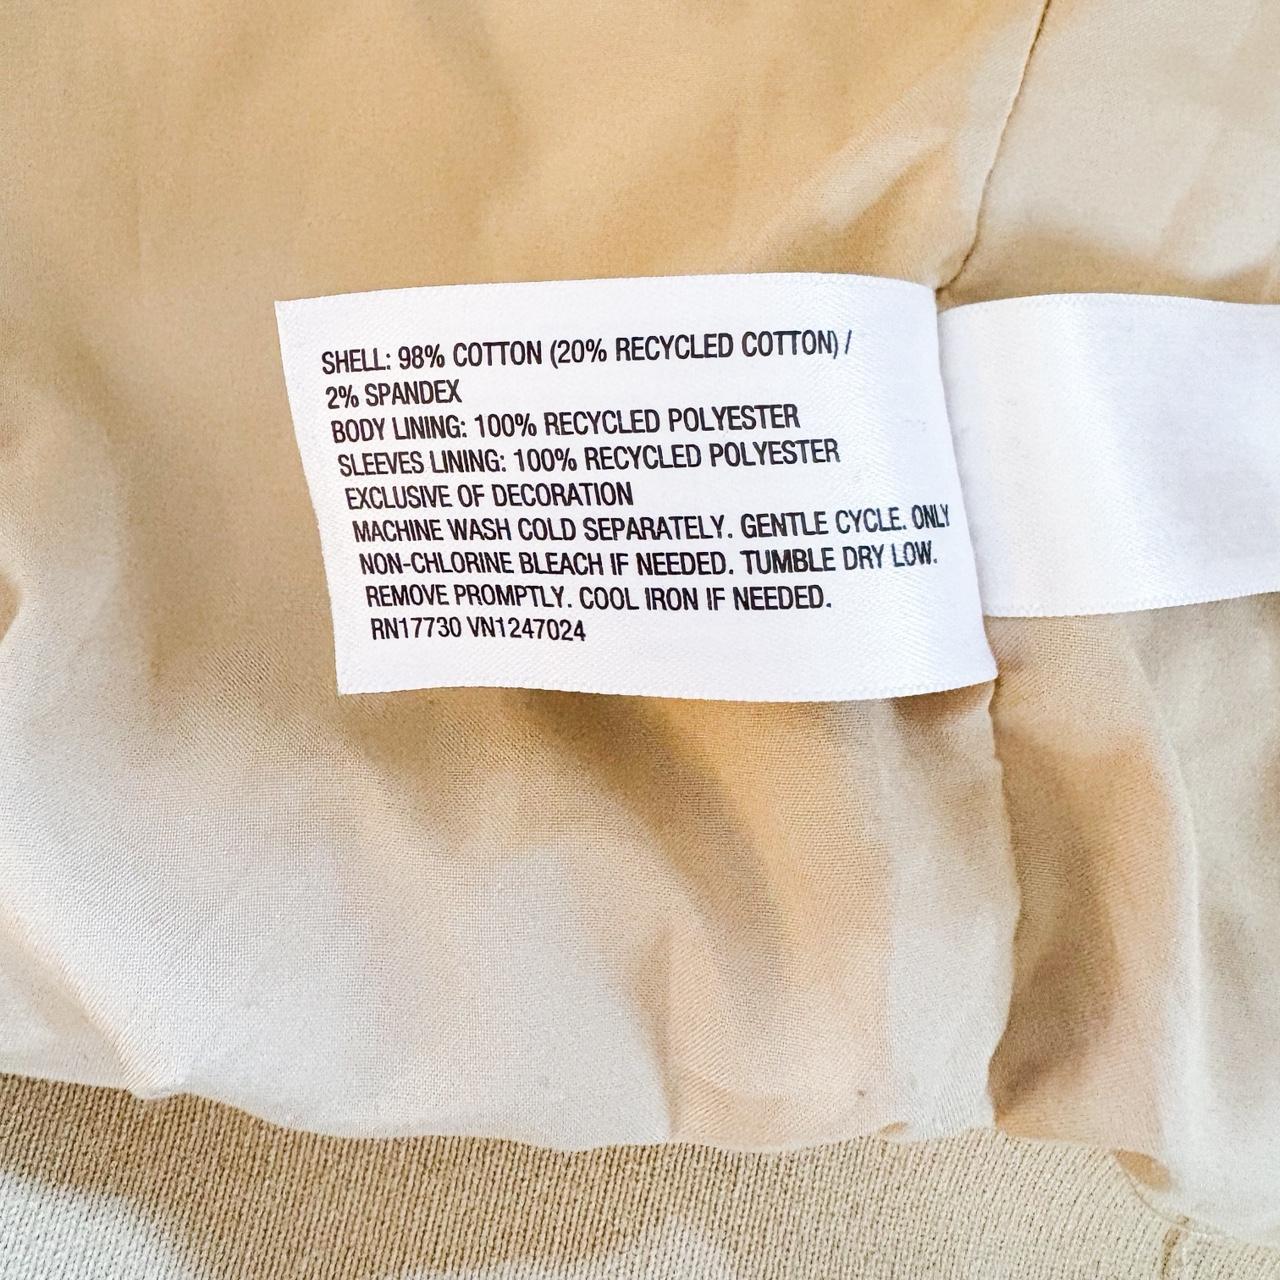 SHELL: 98% COTTON (20% RECYCLED COTTON) /
2% SPANDEX
BODY LINING: 100% RECYCLED POLYESTER
SLEEVES LINING: 100% RECYCLED POLYESTER
EXCLUSIVE OF DECORATION
MACHINE WASH COLD SEPARATELY. GENTLE CYCLE. ONLY
NON-CHLORINE BLEACH IF NEEDED. TUMBLE DRY LOW.
REMOVE PROMPTLY. COOL IRON IF NEEDED.
RN17730 VN1247024